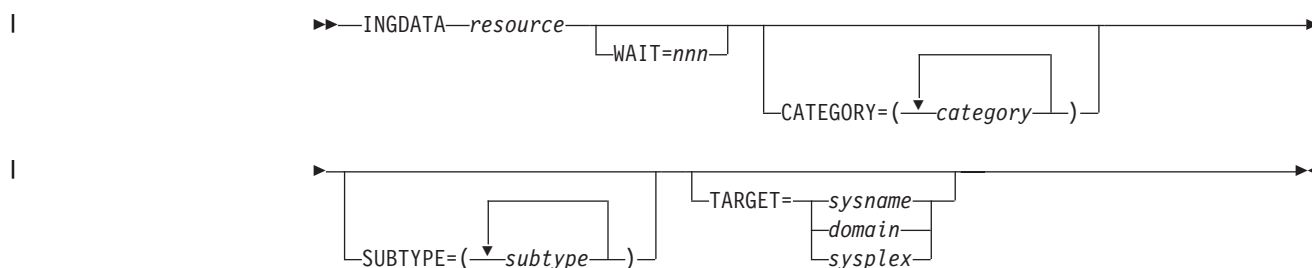 INGDATA resource
WAIT=nnn
CATEGORY=( category )
TARGET= sysname
domain
SUBTYPE=( subtype ) sysplex